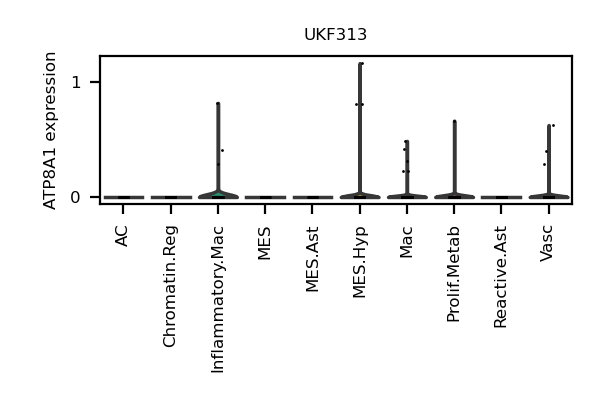 UKF313
ATP8A1 expression
1
0
AC
Chromatin.Reg
Inflammatory.Mac
MES
MES.Ast
MES.Hyp
Mac
Prolif.Metab
Reactive.Ast
Vasc